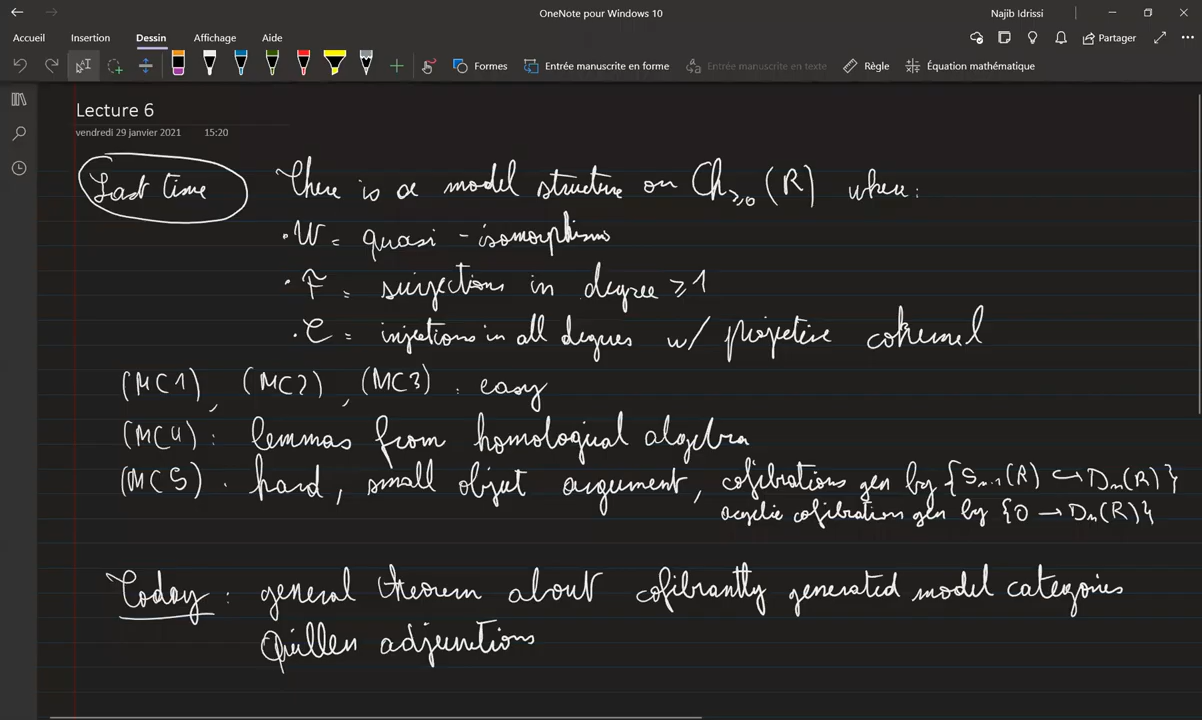 OneNote pour Windows 10
Najib Idrissi
Accueil Insertion Dessin Affichage Aide
Partager
Formes Entrée manuscrite en forme Entrée manuscrite en texte Règle Équation mathématique
Lecture 6
vendredi 29 janvier 2021 15:20
Last time There is a model structure on Ch≥0(R) where:
· W = quasi-isomorphisms
· F = surjections in degree ≥ 1
· C = injections in all degrees w/ projective cokernel
(MC1), (MC2), (MC3) : easy
(MC4) : lemmas from homological algebra
(MC5) : hard, small object argument, cofibrations gen by {Sn-1(R) ↪ Dn(R)}
acyclic cofibrations gen by {0 → Dn(R)}
Today : general theorem about cofibrantly generated model categories
Quillen adjunctions